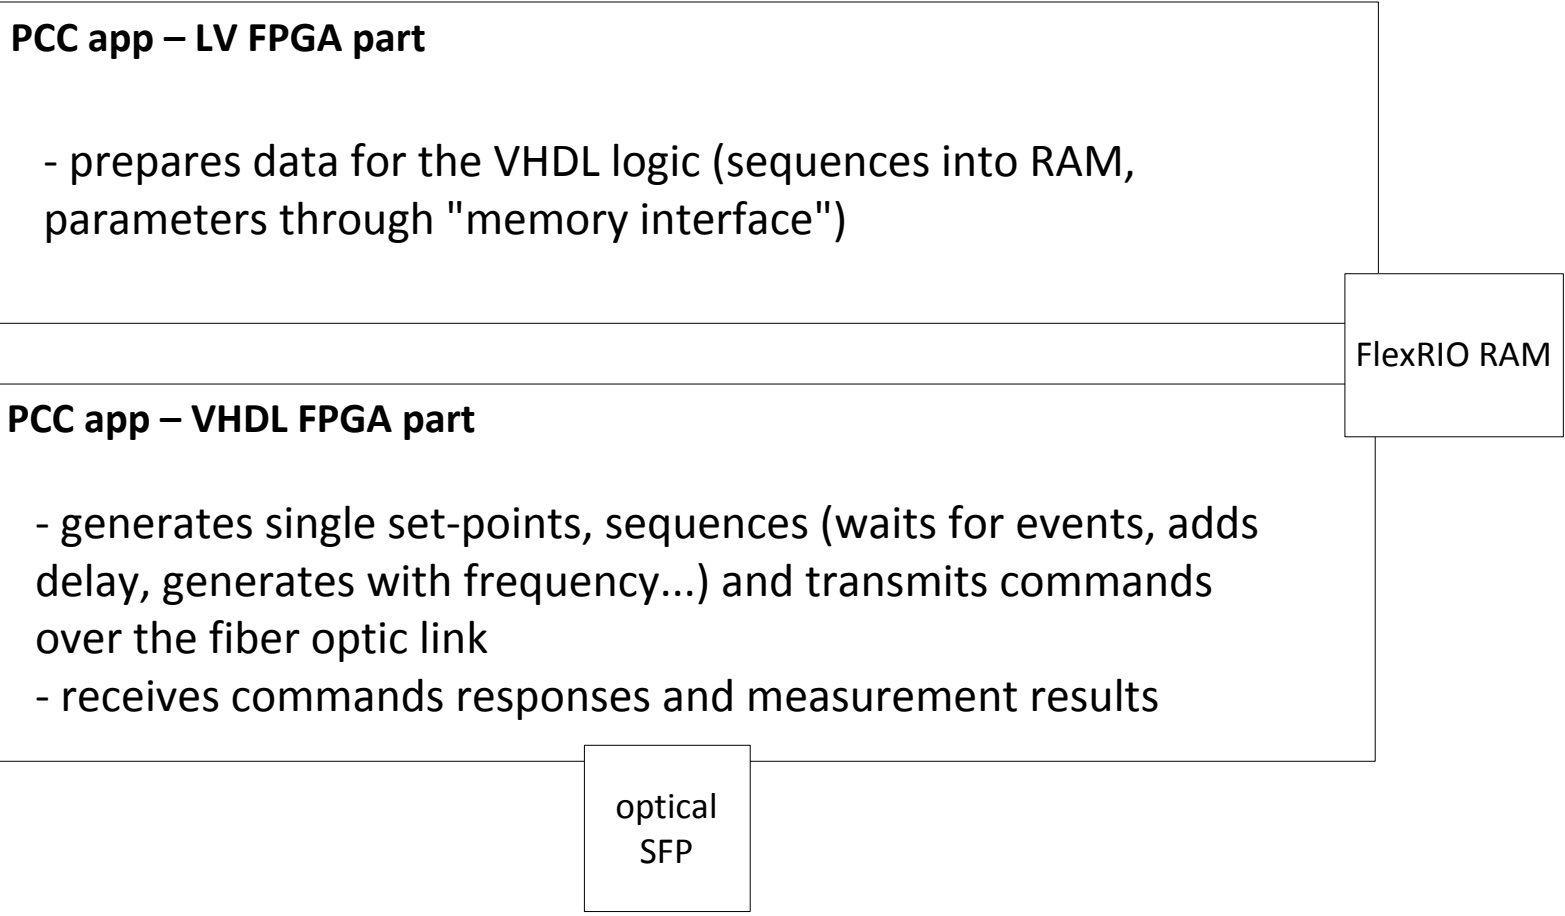 PCC app – LV FPGA part
- prepares data for the VHDL logic (sequences into RAM,
parameters through "memory interface")
FlexRIO RAM
PCC app – VHDL FPGA part
- generates single set-points, sequences (waits for events, adds
delay, generates with frequency...) and transmits commands
over the fiber optic link
- receives commands responses and measurement results
optical
SFP